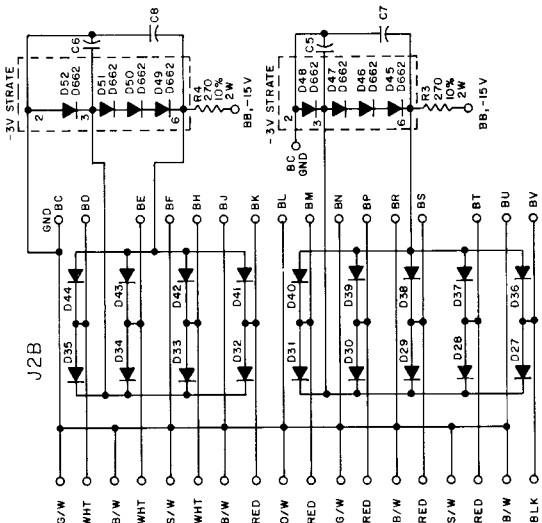 -3V STRATE
C8
C6
D52
D662
D51
D662
D50
D662
D49
D662
2
3
6
R4
270
10%
2W
BB,-15V
-3V STRATE
C7
C5
D48
D662
D47
D662
D46
D662
D45
D662
2
3
6
R3
270
10%
2W
BB,-15V
BC
GND
GND
BC
BD
BE
BF
BH
BJ
BK
BL
BM
BN
BP
BR
BS
BT
BU
BV
J2B
D44
D43
D42
D41
D40
D39
D38
D37
D36
D35
D34
D33
D32
D31
D30
D29
D28
D27
G/W
WHT
B/W
WHT
S/W
WHT
B/W
RED
O/W
RED
G/W
RED
B/W
RED
S/W
RED
B/W
BLK